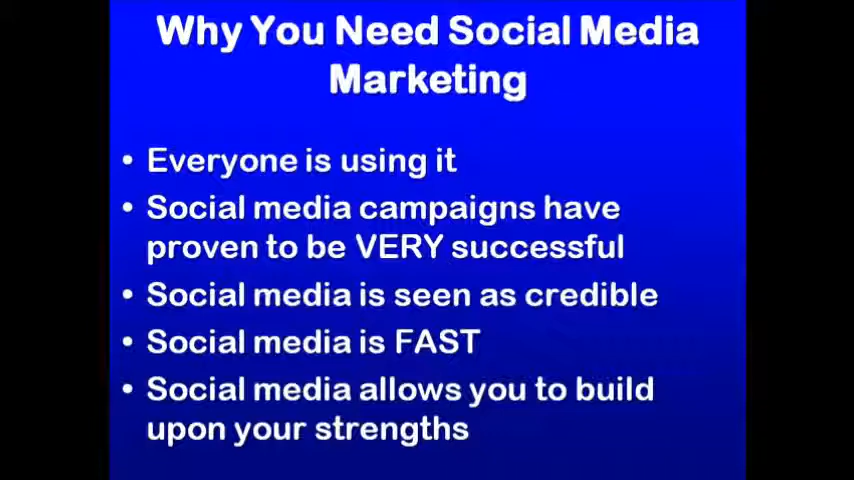 Why You Need Social Media
Marketing
• Everyone is using it
• Social media campaigns have
proven to be VERY successful
• Social media is seen as credible
• Social media is FAST
• Social media allows you to build
upon your strengths